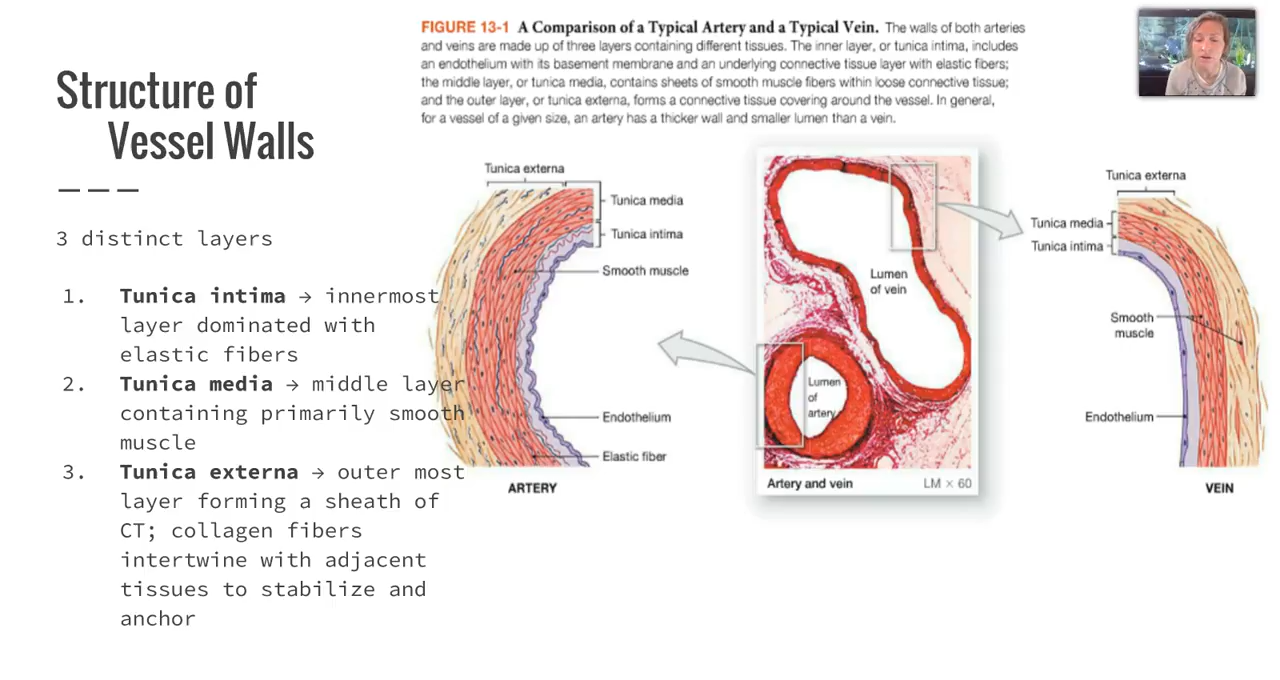 Structure of
Vessel Walls
3 distinct layers
1. Tunica intima → innermost
layer dominated with
elastic fibers
2. Tunica media → middle layer
containing primarily smooth
muscle
3. Tunica externa → outer most
layer forming a sheath of
CT; collagen fibers
intertwine with adjacent
tissues to stabilize and
anchor
FIGURE 13-1 A Comparison of a Typical Artery and a Typical Vein. The walls of both arteries
and veins are made up of three layers containing different tissues. The inner layer, or tunica intima, includes
an endothelium with its basement membrane and an underlying connective tissue layer with elastic fibers;
the middle layer, or tunica media, contains sheets of smooth muscle fibers within loose connective tissue;
and the outer layer, or tunica externa, forms a connective tissue covering around the vessel. In general,
for a vessel of a given size, an artery has a thicker wall and smaller lumen than a vein.
Tunica externa
Tunica media
Tunica intima
Smooth muscle
Endothelium
Elastic fiber
ARTERY
Lumen
of vein
Lumen
of
artery
Artery and vein LM × 60
Tunica externa
Tunica media
Tunica intima
Smooth
muscle
Endothelium
VEIN